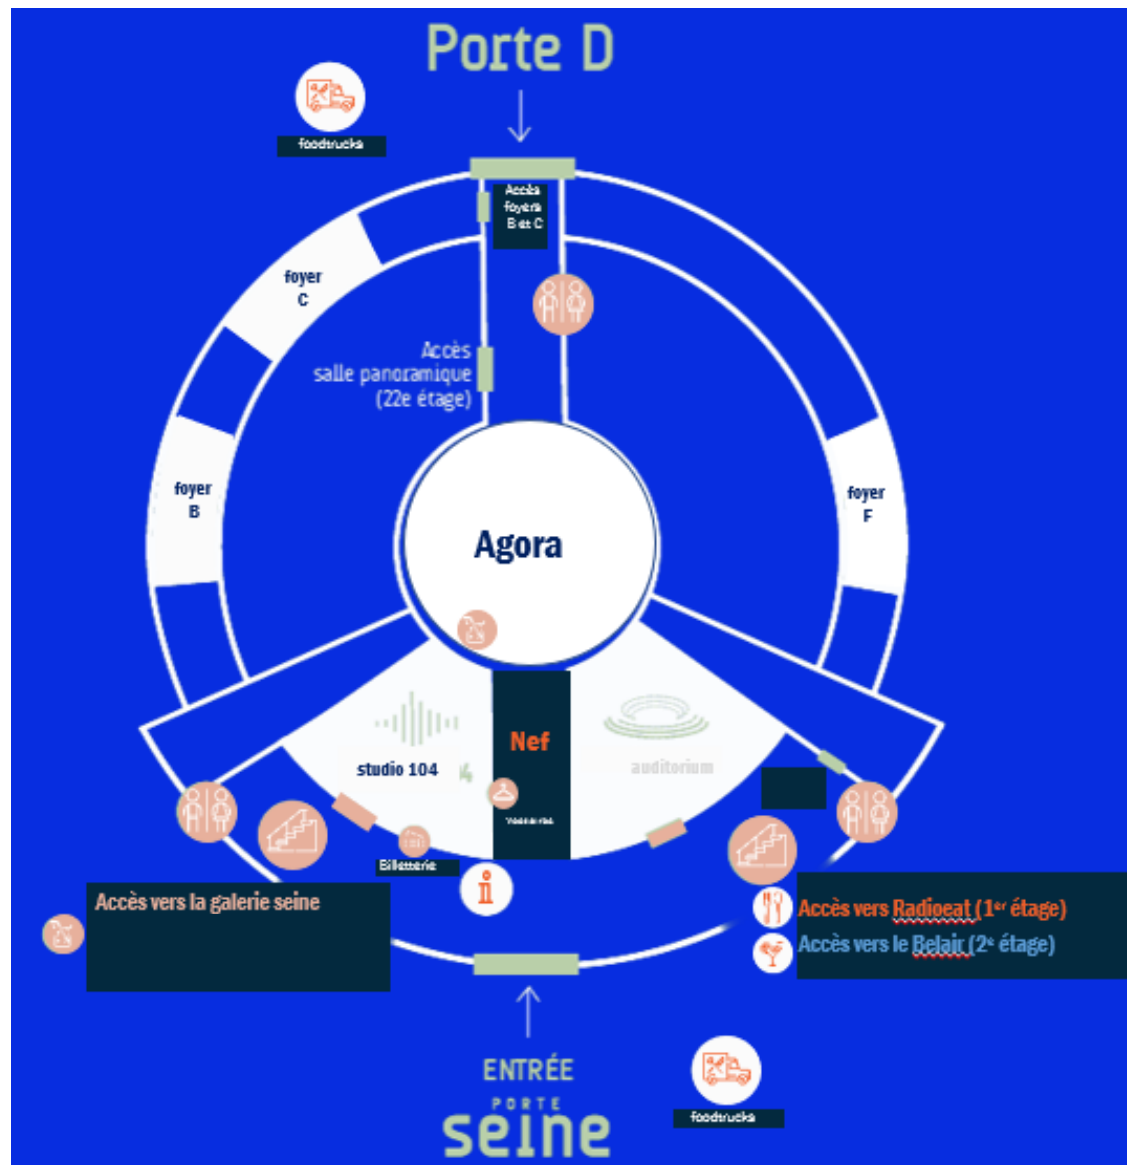 Porte D
foodtrucks
Accès
foyers
B et C
foyer
C
Accès
salle panoramique
(22e étage)
foyer
B
foyer
F
Agora
Nef
studio 104
auditorium
Vestiaires
Billetterie
Accès vers la galerie seine
Accès vers Radioeat (1er étage)
Accès vers le Belair (2e étage)
ENTRÉE
PORTE
seine
foodtrucks